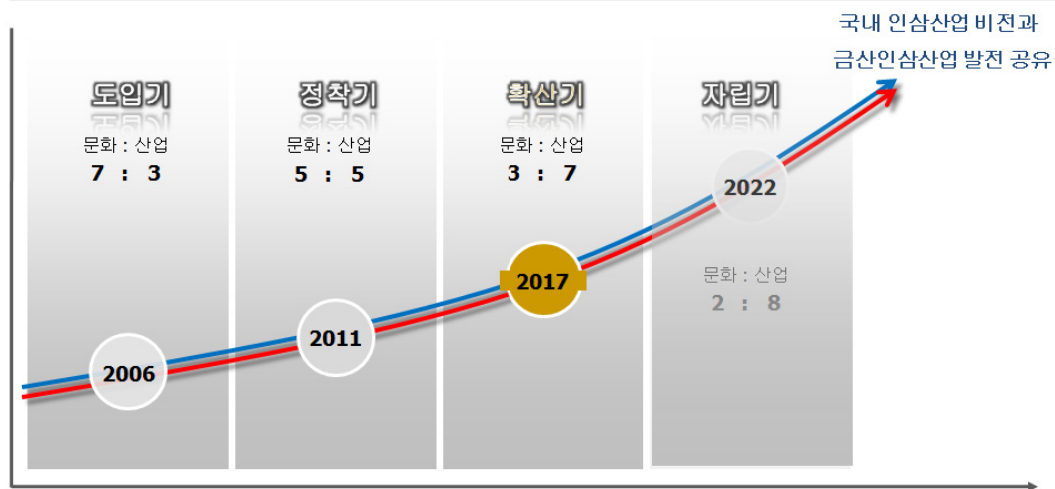 국내 인삼산업 비전과
금산인삼산업 발전 공유
도입기
문화 : 산업
7 : 3
2006
정착기
문화 : 산업
5 : 5
2011
확산기
문화 : 산업
3 : 7
2017
자립기
2022
문화 : 산업
2 : 8